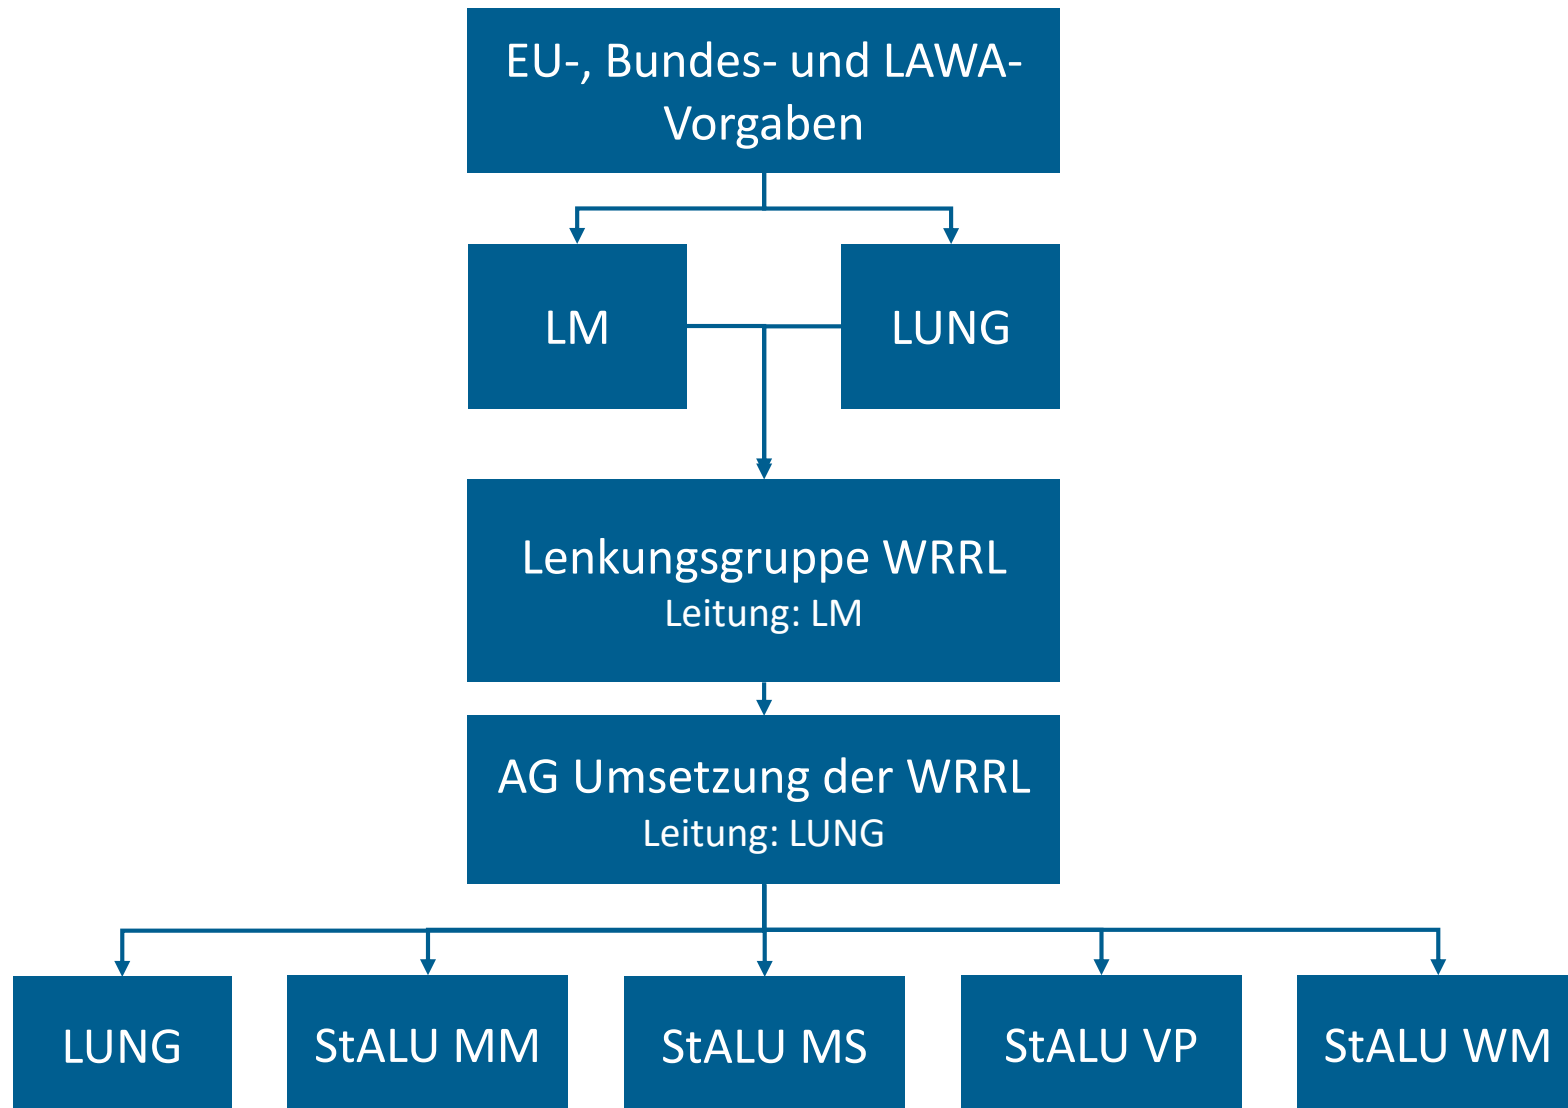 EU-, Bundes- und LAWA-
Vorgaben
LM
LUNG
Lenkungsgruppe WRRL
Leitung: LM
AG Umsetzung der WRRL
Leitung: LUNG
LUNG
StALU MM
StALU MS
StALU VP
StALU WM